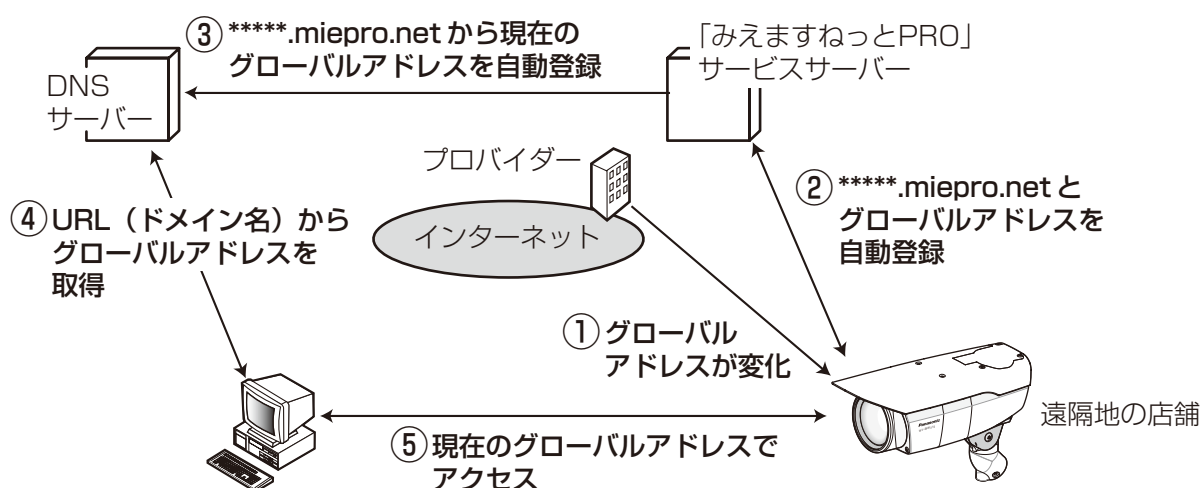 ③ *****.miepro.net から現在の
グローバルアドレスを自動登録
「みえますねっとPRO」
サービスサーバー
DNS
サーバー
プロバイダー
インターネット
② *****.miepro.net と
グローバルアドレスを
自動登録
④ URL（ドメイン名）から
グローバルアドレスを
取得
① グローバル
アドレスが変化
遠隔地の店舗
⑤ 現在のグローバルアドレスで
アクセス
Panasonic